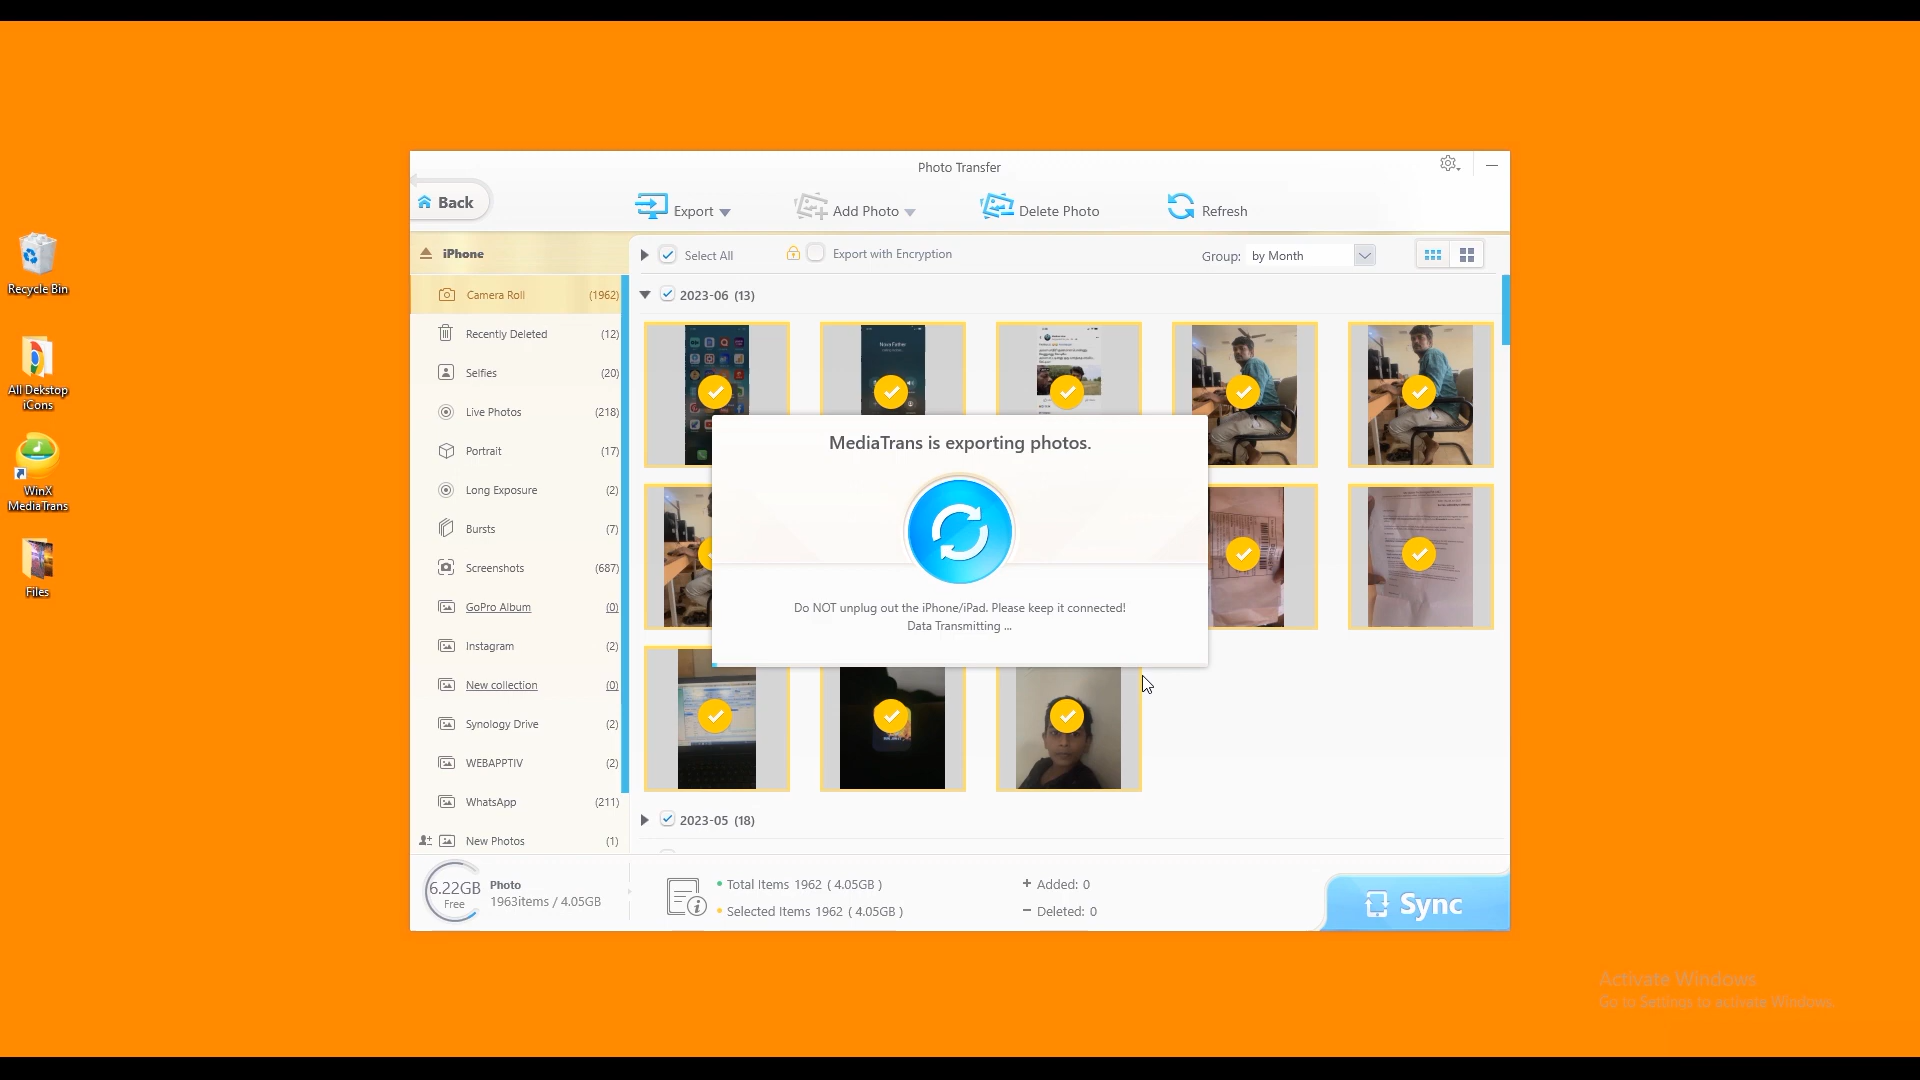 Photo Transfer
Back
Export
Add Photo
Delete Photo
Refresh
iPhone
Select All
Export with Encryption
Group:
by Month
Camera Roll
(1962)
2023-06 (13)
Recently Deleted
(12)
Selfies
(20)
Live Photos
(218)
Portrait
(17)
Long Exposure
(2)
Bursts
(7)
Screenshots
(687)
GoPro Album
(0)
Instagram
(2)
New collection
(0)
Synology Drive
(2)
WEBAPPTIV
(2)
WhatsApp
(211)
New Photos
(1)
MediaTrans is exporting photos.
Do NOT unplug out the iPhone/iPad. Please keep it connected!
Data Transmitting ...
2023-05 (18)
6.22GB
Free
Photo
1963items / 4.05GB
Total Items 1962 ( 4.05GB )
Selected Items 1962 ( 4.05GB )
+ Added: 0
− Deleted: 0
Sync
Recycle Bin
All Dekstop
iCons
WinX
MediaTrans
Files
Activate Windows
Go to Settings to activate Windows.